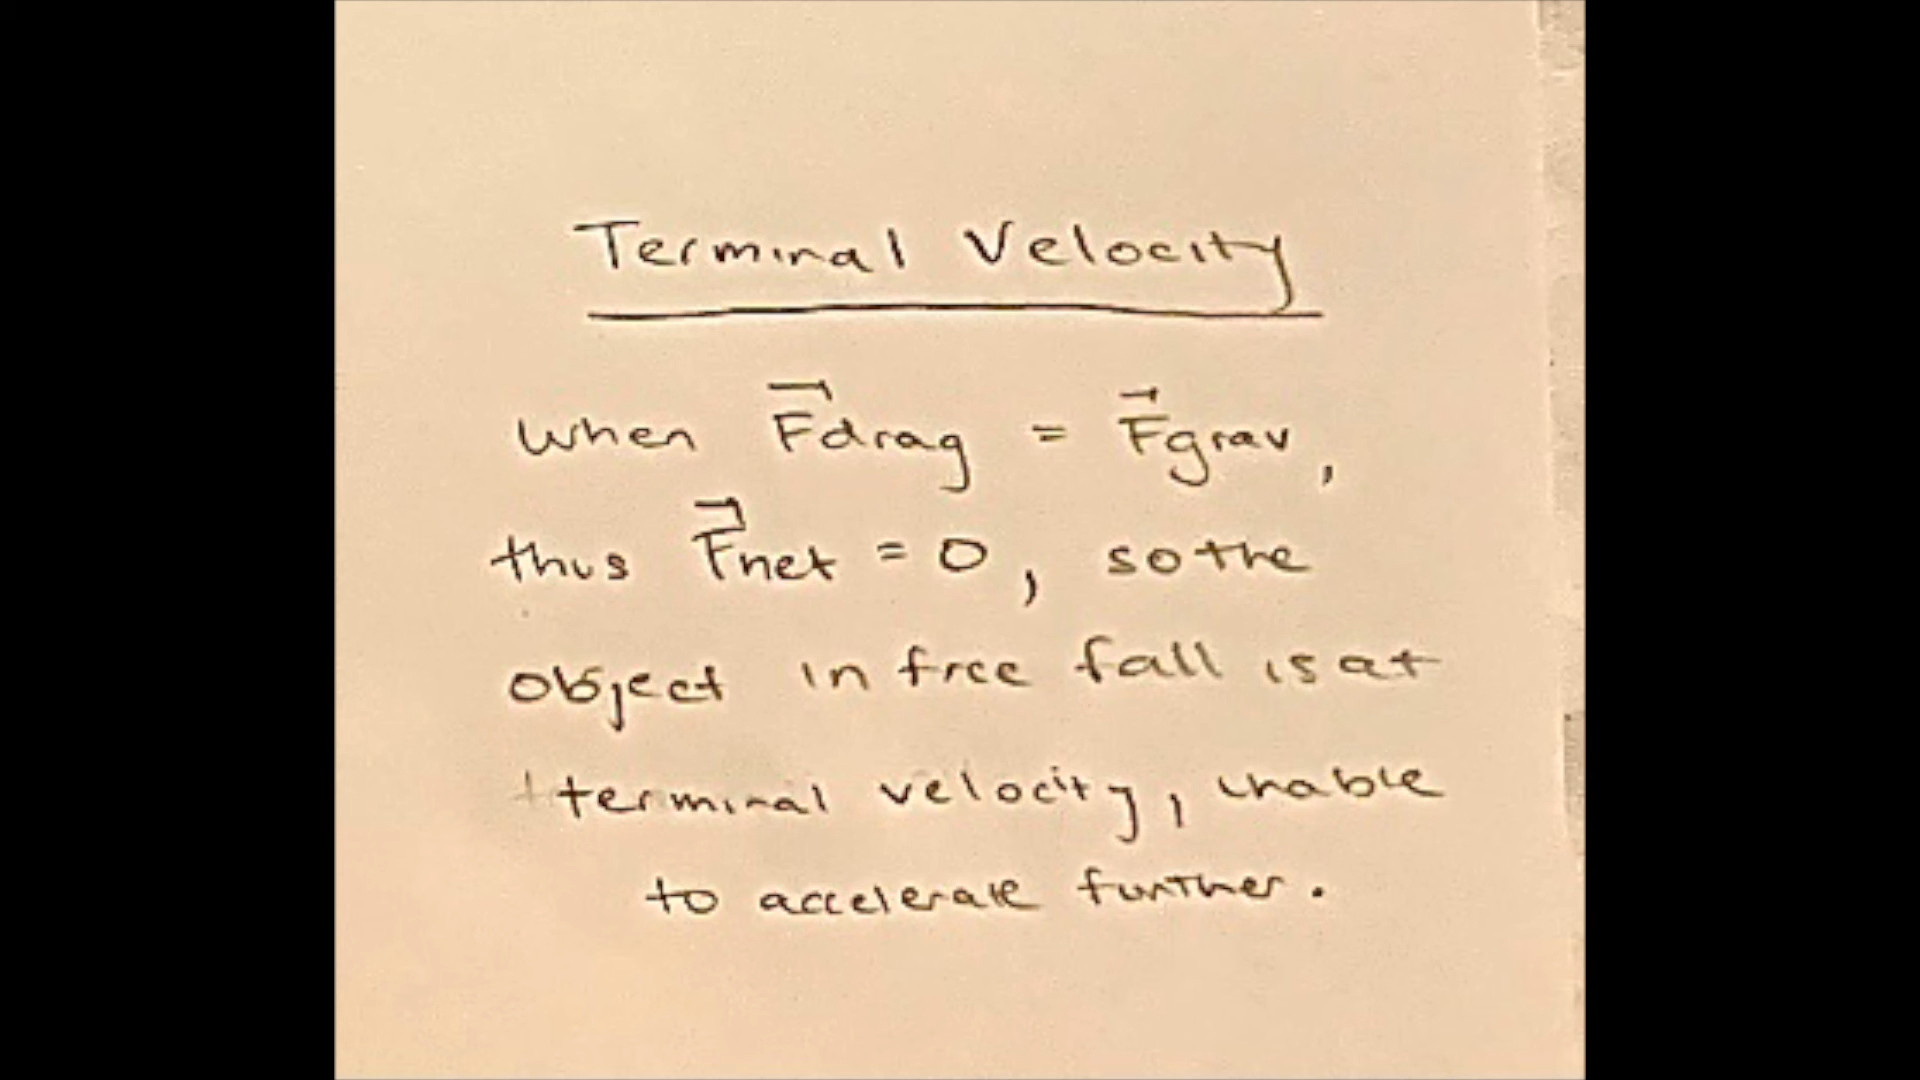 Terminal Velocity
when F⃗drag = F⃗grav,
thus F⃗net = 0, so the
object in free fall is at
terminal velocity, unable
to accelerate further.